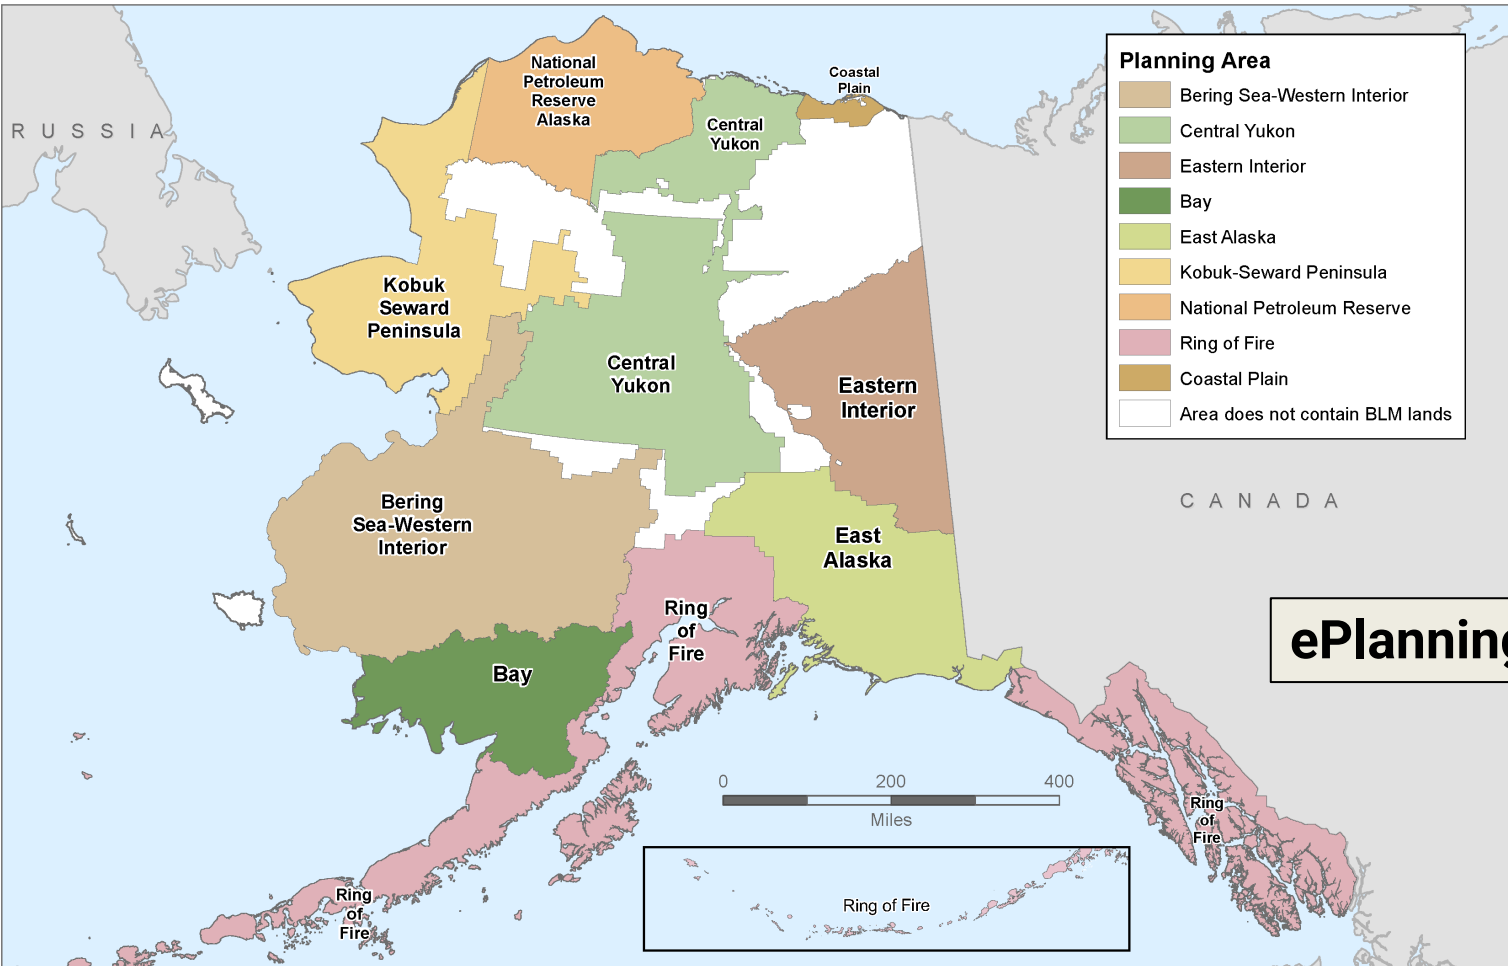 National
Petroleum
Reserve
Alaska
Coastal
Plain
Central
Yukon
RUSSIA
Kobuk
Seward
Peninsula
Central
Yukon
Eastern
Interior
Bering
Sea-Western
Interior
East
Alaska
Ring
of
Fire
Bay
CANADA
Planning Area
Bering Sea-Western Interior
Central Yukon
Eastern Interior
Bay
East Alaska
Kobuk-Seward Peninsula
National Petroleum Reserve
Ring of Fire
Coastal Plain
Area does not contain BLM lands
ePlanning
0 200 400
Miles
Ring
of
Fire
Ring
of
Fire
Ring of Fire